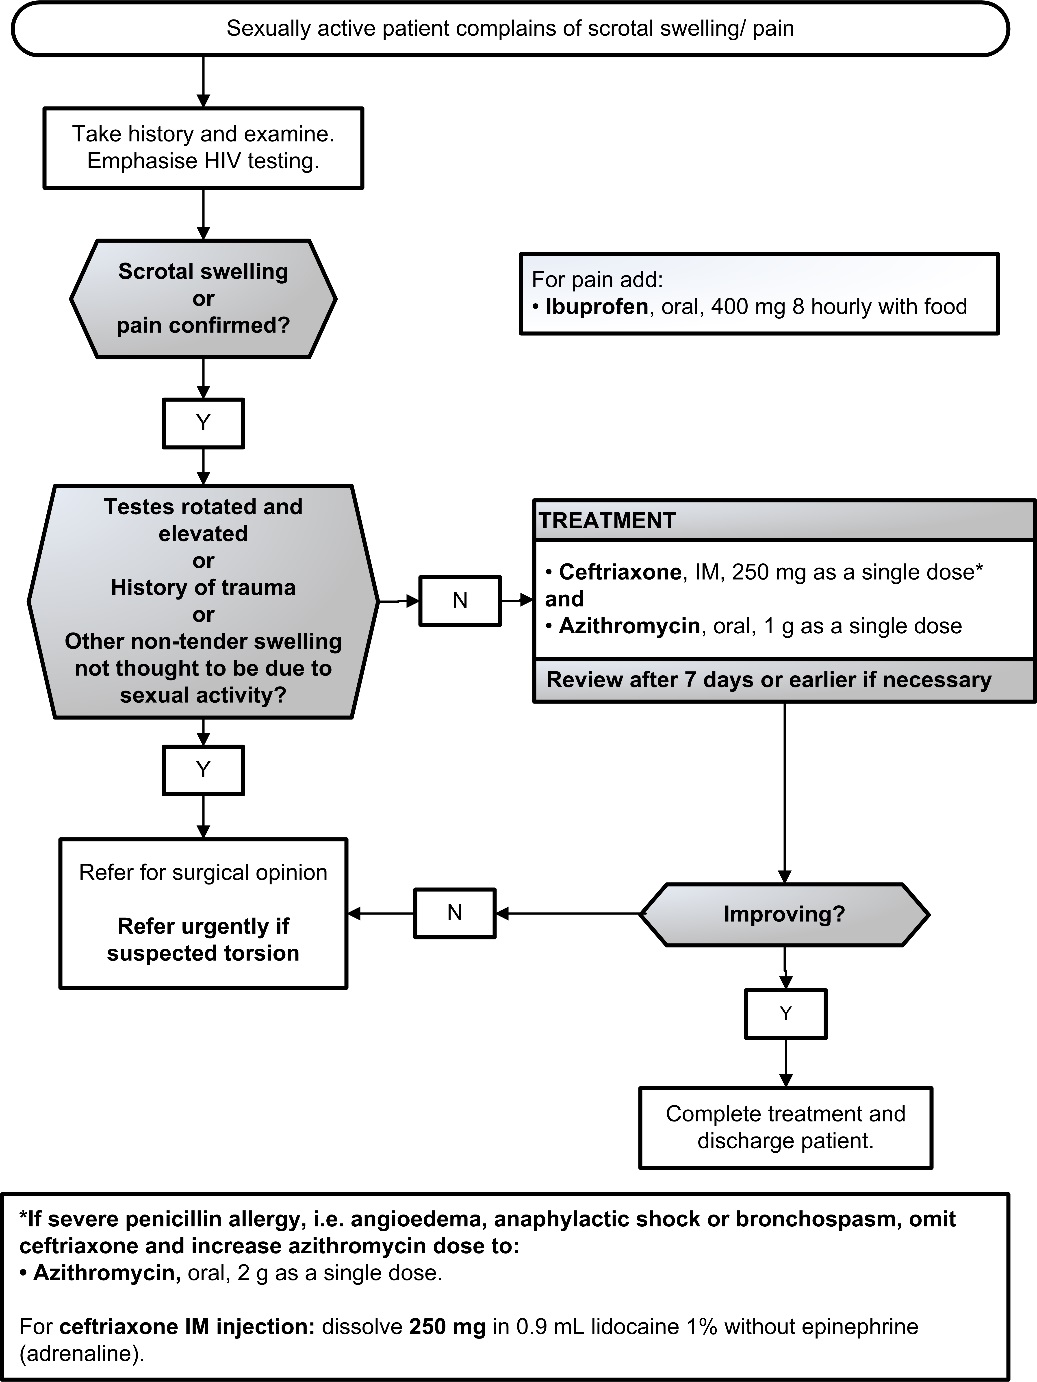 Sexually active patient complains of scrotal swelling/ pain
Take history and examine.
Emphasise HIV testing.
Scrotal swelling
or
pain confirmed?
For pain add:
• Ibuprofen, oral, 400 mg 8 hourly with food
Y
Testes rotated and
elevated
or
History of trauma
or
Other non-tender swelling
not thought to be due to
sexual activity?
N
TREATMENT
• Ceftriaxone, IM, 250 mg as a single dose*
and
• Azithromycin, oral, 1 g as a single dose
Review after 7 days or earlier if necessary
Y
Refer for surgical opinion
Refer urgently if
suspected torsion
N
Improving?
Y
Complete treatment and
discharge patient.
*If severe penicillin allergy, i.e. angioedema, anaphylactic shock or bronchospasm, omit
ceftriaxone and increase azithromycin dose to:
• Azithromycin, oral, 2 g as a single dose.
For ceftriaxone IM injection: dissolve 250 mg in 0.9 mL lidocaine 1% without epinephrine
(adrenaline).